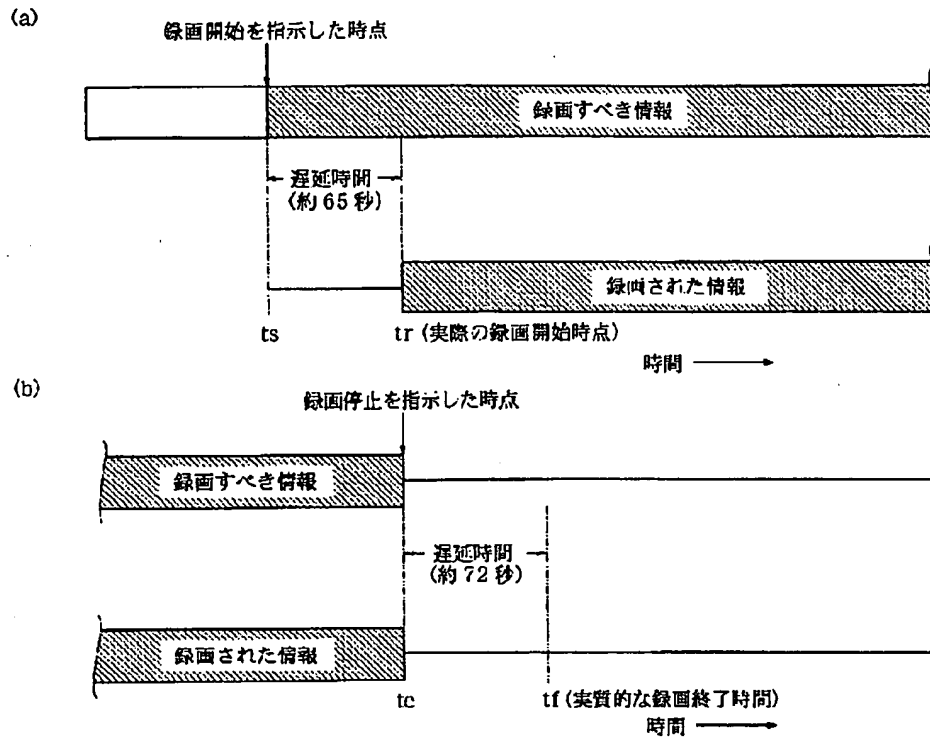 (a)
録画開始を指示した時点
録画すべき情報
遅延時間
(約 65 秒)
録画された情報
ts
tr (実際の録画開始時点)
時間
(b)
録画停止を指示した時点
録画すべき情報
遅延時間
(約 72 秒)
録画された情報
tc
tf (実質的な録画終了時間)
時間